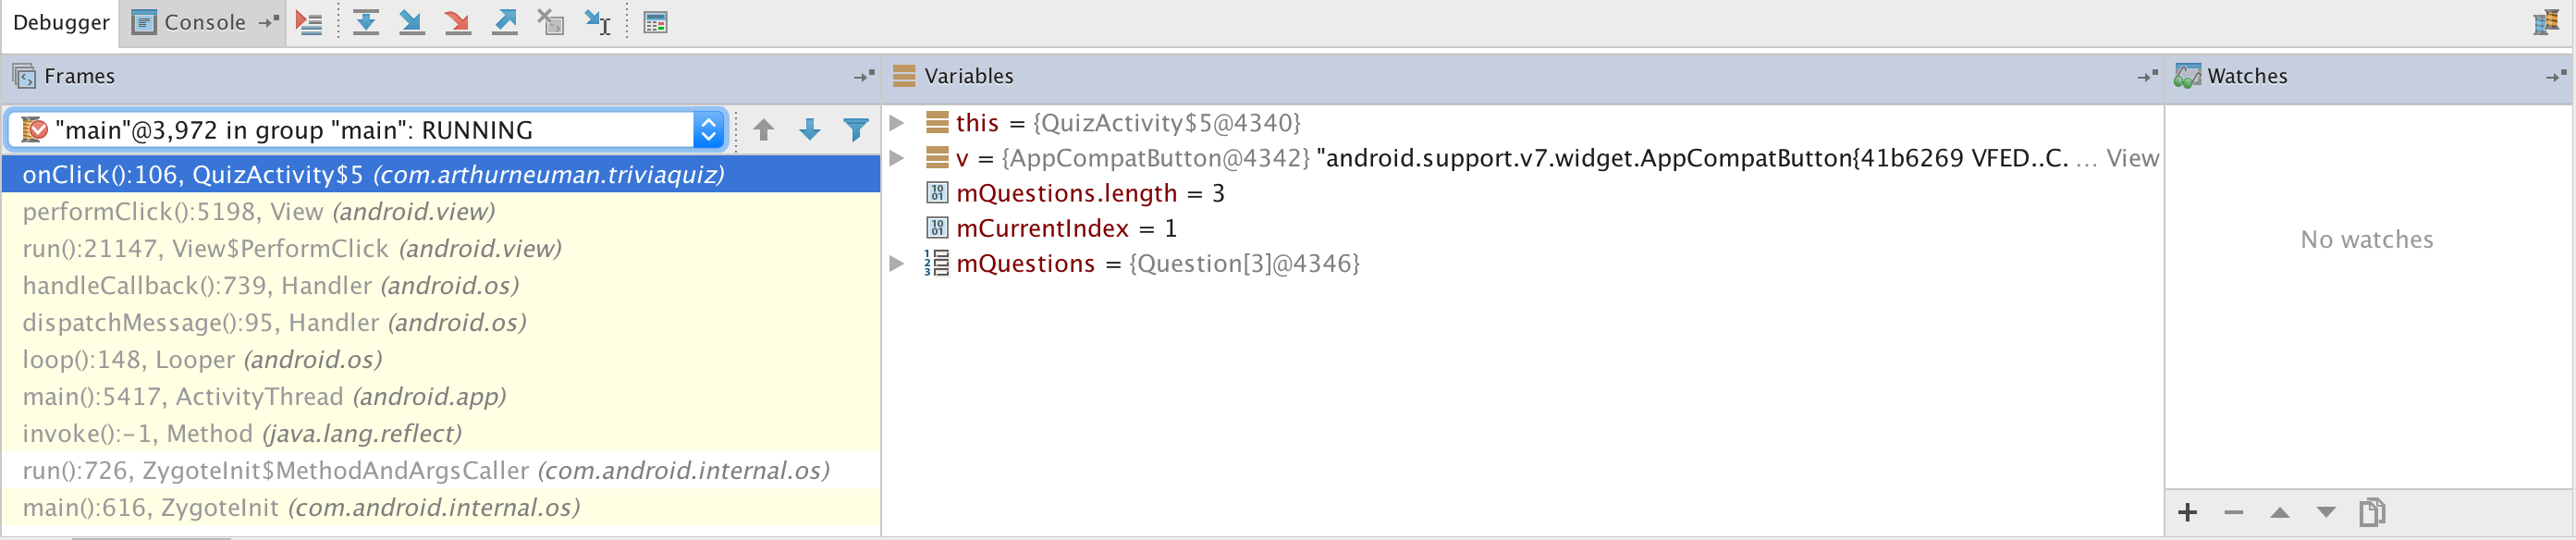 Debugger Console
Frames
"main"@3,972 in group "main": RUNNING
onClick():106, QuizActivity$5 (com.arthurneuman.triviaquiz)
performClick():5198, View (android.view)
run():21147, View$PerformClick (android.view)
handleCallback():739, Handler (android.os)
dispatchMessage():95, Handler (android.os)
loop():148, Looper (android.os)
main():5417, ActivityThread (android.app)
invoke():-1, Method (java.lang.reflect)
run():726, ZygoteInit$MethodAndArgsCaller (com.android.internal.os)
main():616, ZygoteInit (com.android.internal.os)
Variables
this = {QuizActivity$5@4340}
v = {AppCompatButton@4342} "android.support.v7.widget.AppCompatButton{41b6269 VFED..C. ... View
mQuestions.length = 3
mCurrentIndex = 1
mQuestions = {Question[3]@4346}
Watches
No watches